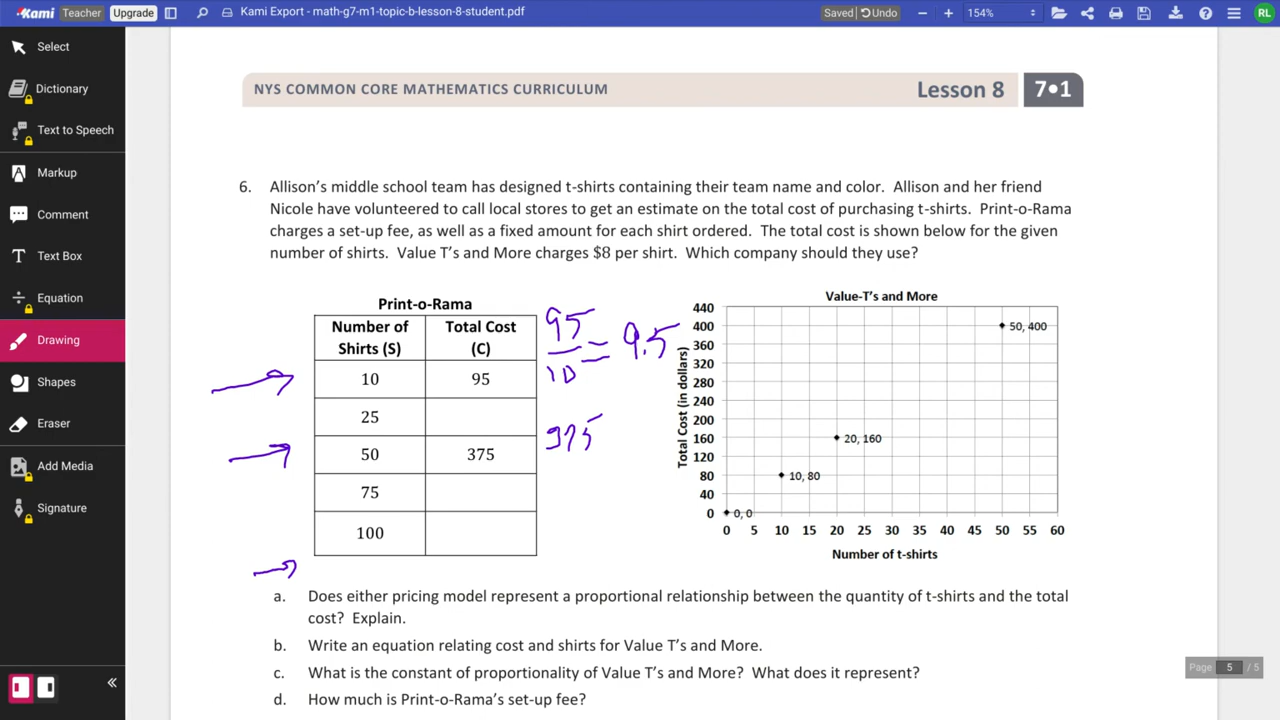 Kami Teacher Upgrade Kami Export - math-g7-m1-topic-b-lesson-8-student.pdf Saved Undo 154% RL
Select
Dictionary
Text to Speech
Markup
Comment
Text Box
Equation
Drawing
Shapes
Eraser
Add Media
Signature
NYS COMMON CORE MATHEMATICS CURRICULUM Lesson 8 7•1
6. Allison's middle school team has designed t-shirts containing their team name and color. Allison and her friend
Nicole have volunteered to call local stores to get an estimate on the total cost of purchasing t-shirts. Print-o-Rama
charges a set-up fee, as well as a fixed amount for each shirt ordered. The total cost is shown below for the given
number of shirts. Value T's and More charges $8 per shirt. Which company should they use?
Print-o-Rama
Number of Shirts (S) Total Cost (C)
10 95
25
50 375
75
100
95
— = 9.5
10
375
Value-T's and More
Total Cost (in dollars)
440
400
360
320
280
240
200
160
120
80
40
0
50, 400
20, 160
10, 80
0, 0
0 5 10 15 20 25 30 35 40 45 50 55 60
Number of t-shirts
a. Does either pricing model represent a proportional relationship between the quantity of t-shirts and the total
cost? Explain.
b. Write an equation relating cost and shirts for Value T's and More.
c. What is the constant of proportionality of Value T's and More? What does it represent?
d. How much is Print-o-Rama's set-up fee?
Page 5 / 5